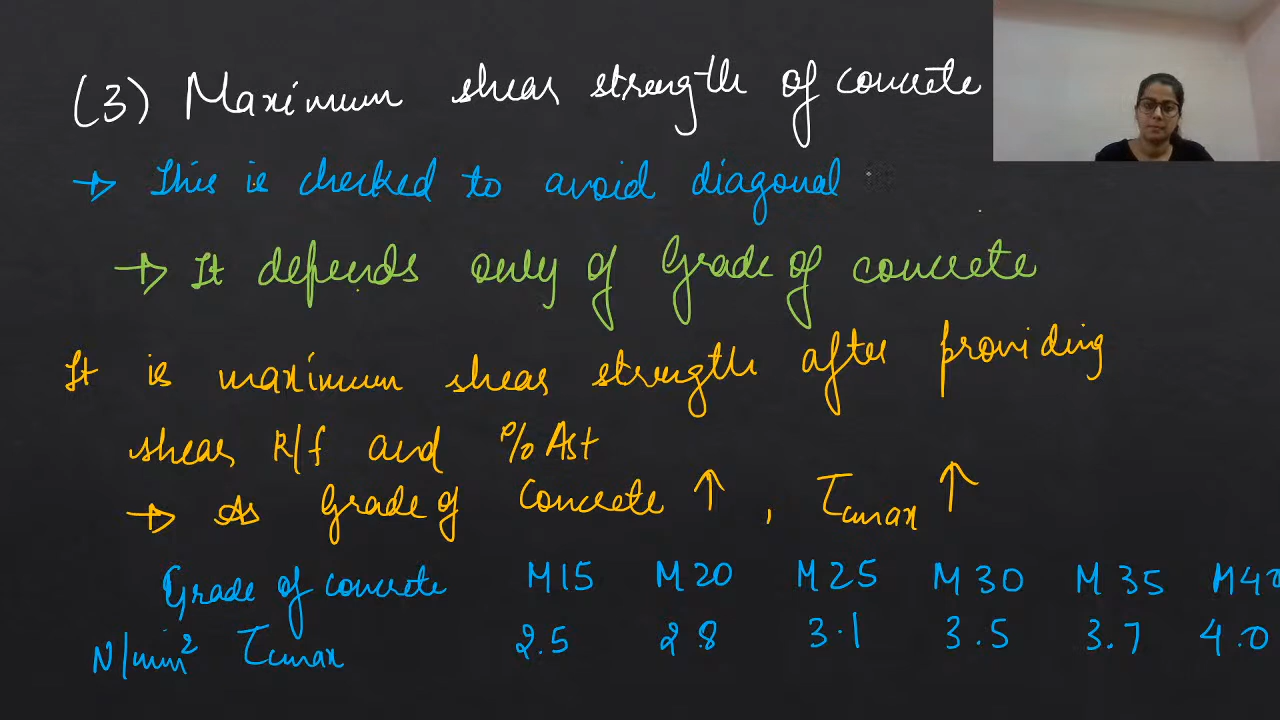 (3) Maximum shear strength of concrete
→ This is checked to avoid diagonal
→ It depends only of Grade of concrete
It is maximum shear strength after providing
shear R/f and % Ast
→ As Grade of Concrete ↑ , τcmax ↑
Grade of concrete M15 M20 M25 M30 M35 M40
N/mm² τcmax 2.5 2.8 3.1 3.5 3.7 4.0